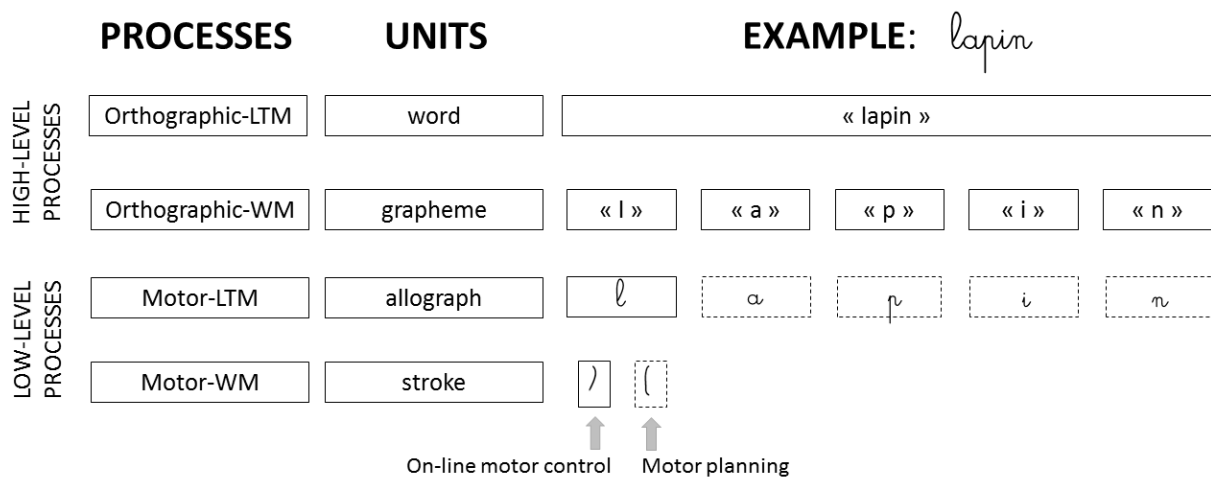 PROCESSES UNITS EXAMPLE: lapin
HIGH-LEVEL PROCESSES
Orthographic-LTM word « lapin »
Orthographic-WM grapheme « l » « a » « p » « i » « n »
LOW-LEVEL PROCESSES
Motor-LTM allograph l a p i n
Motor-WM stroke ) (
On-line motor control Motor planning